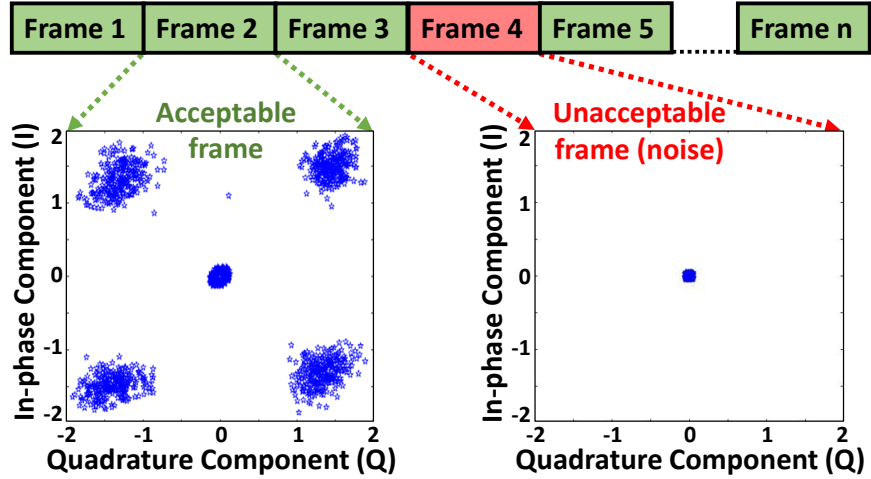 Frame 1 Frame 2 Frame 3 Frame 4 Frame 5 Frame n
Acceptable
frame
In-phase Component (I)
2
1
0
-1
-2
-2 -1 0 1 2
Quadrature Component (Q)
Unacceptable
frame (noise)
In-phase Component (I)
2
1
0
-1
-2
-2 -1 0 1 2
Quadrature Component (Q)